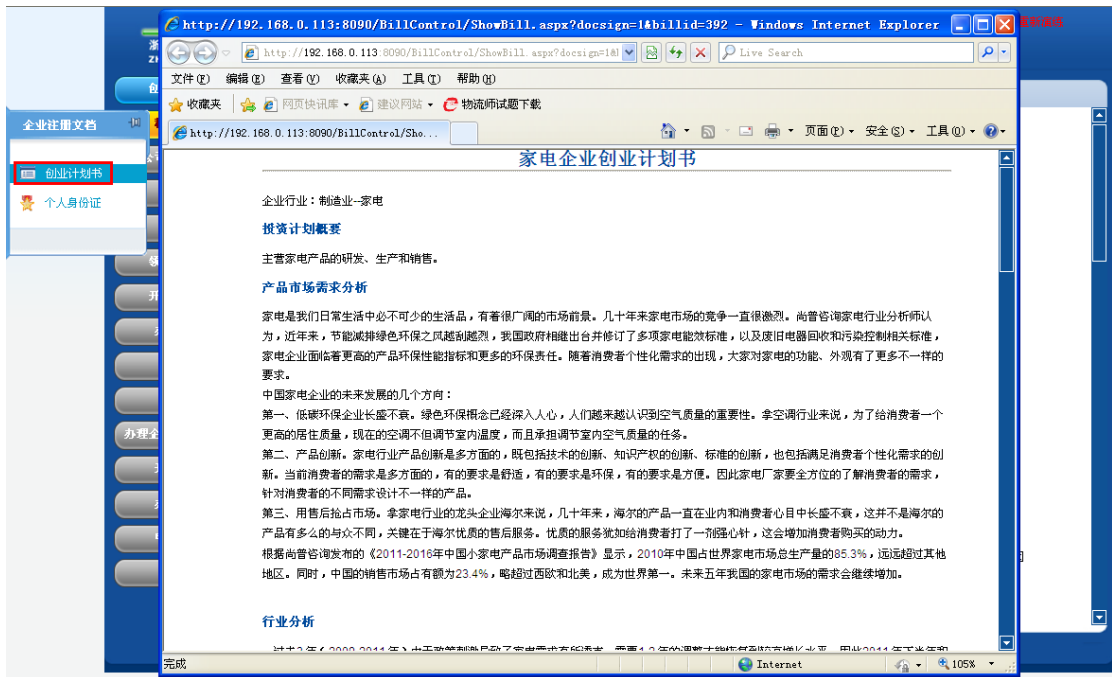 http://192.168.0.113:8090/BillControl/ShowBill.aspx?docsign=1&billid=392 - Windows Internet Explorer
http://192.168.0.113:8090/BillControl/ShowBill.aspx?docsign=1&l
Live Search
文件(F) 编辑(E) 查看(V) 收藏夹(A) 工具(T) 帮助(H)
收藏夹 网页快讯库 建议网站 物流师试题下载
http://192.168.0.113:8090/BillControl/Sho...
页面(P) 安全(S) 工具(O)
企业注册文档
创业计划书
个人身份证
办理企
家电企业创业计划书
企业行业：制造业--家电
投资计划概要
主营家电产品的研发、生产和销售。
产品市场需求分析
家电是我们日常生活中必不可少的生活品，有着很广阔的市场前景。几十年来家电市场的竞争一直很激烈。尚普咨询家电行业分析师认
为，近年来，节能减排绿色环保之风越刮越烈，我国政府相继出台并修订了多项家电能效标准，以及废旧电器回收和污染控制相关标准，
家电企业面临着更高的产品环保性能指标和更多的环保责任。随着消费者个性化需求的出现，大家对家电的功能、外观有了更多不一样的
要求。
中国家电企业的未来发展的几个方向：
第一、低碳环保企业长盛不衰。绿色环保概念已经深入人心，人们越来越认识到空气质量的重要性。拿空调行业来说，为了给消费者一个
更高的居住质量，现在的空调不但调节室内温度，而且承担调节室内空气质量的任务。
第二、产品创新。家电行业产品创新是多方面的，既包括技术的创新、知识产权的创新、标准的创新，也包括满足消费者个性化需求的创
新。当前消费者的需求是多方面的，有的要求是舒适，有的要求是环保，有的要求是方便。因此家电厂家要全方位的了解消费者的需求，
针对消费者的不同需求设计不一样的产品。
第三、用售后抢占市场。拿家电行业的龙头企业海尔来说，几十年来，海尔的产品一直在业内和消费者心目中长盛不衰，这并不是海尔的
产品有多么的与众不同，关键在于海尔优质的售后服务。优质的服务犹如给消费者打了一剂强心针，这会增加消费者购买的动力。
根据尚普咨询发布的《2011-2016年中国小家电产品市场调查报告》显示，2010年中国占世界家电市场总生产量的85.3%，远远超过其他
地区。同时，中国的销售市场占有额为23.4%，略超过西欧和北美，成为世界第一。未来五年我国的家电市场的需求会继续增加。
行业分析
完成
Internet
105%